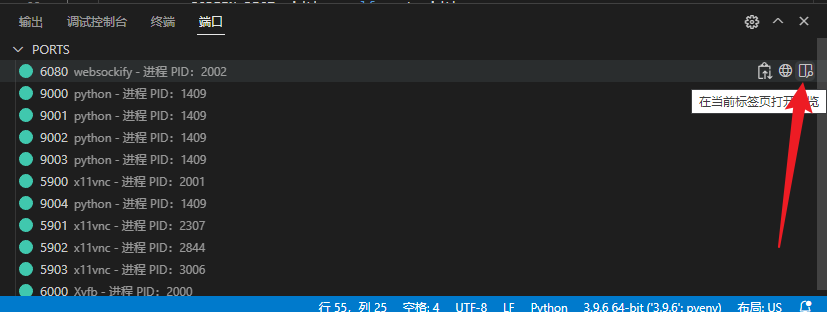 输出 调试控制台 终端 端口
PORTS
6080 websockify - 进程 PID：2002
9000 python - 进程 PID：1409
在当前标签页打开 览
9001 python - 进程 PID：1409
9002 python - 进程 PID：1409
9003 python - 进程 PID：1409
5900 x11vnc - 进程 PID：2001
9004 python - 进程 PID：1409
5901 x11vnc - 进程 PID：2307
5902 x11vnc - 进程 PID：2844
5903 x11vnc - 进程 PID：3006
6000 Xvfb - 进程 PID：2000
行 55，列 25 空格: 4 UTF-8 LF Python 3.9.6 64-bit ('3.9.6': pyenv) 布局: US